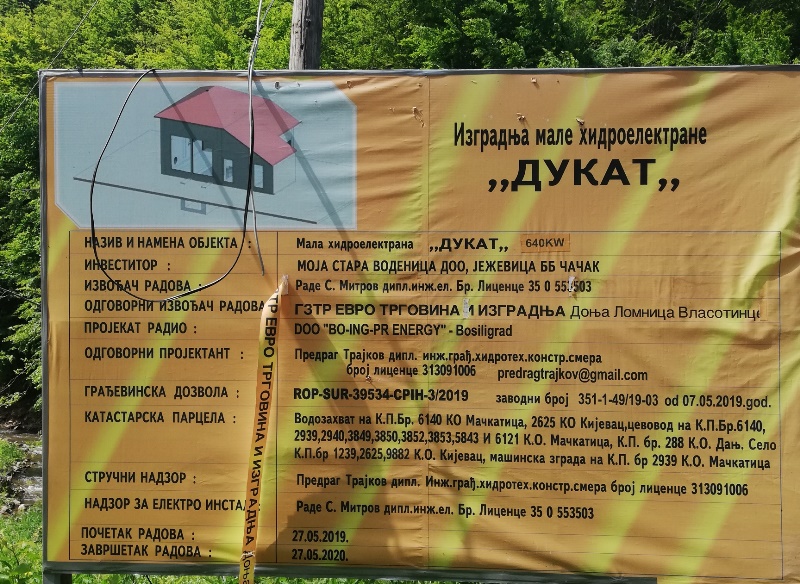 Изградња мале хидроелектране
,,ДУКАТ,,
НАЗИВ И НАМЕНА ОБЈЕКТА : Мала хидроелектрана ,,ДУКАТ,, 640KW
ИНВЕСТИТОР : МОЈА СТАРА ВОДЕНИЦА ДОО, ЈЕЖЕВИЦА ББ ЧАЧАК
ИЗВОЂАЧ РАДОВА : Раде С. Митров дипл.инж.ел. Бр. Лиценце 35 0 553503
ОДГОВОРНИ ИЗВОЂАЧ РАДОВА ГЗТР ЕВРО ТРГОВИНА И ИЗГРАДЊА Доња Ломница Власотинце
ПРОЈЕКАТ РАДИО : DOO "BO-ING-PR ENERGY" - Bosiligrad
ОДГОВОРНИ ПРОЈЕКТАНТ : Предраг Трајков дипл. инж.грађ.хидротех.констр.смера
број лиценце 313091006 predragtrajkov@gmail.com
ГРАЂЕВИНСКА ДОЗВОЛА : ROP-SUR-39534-CPIH-3/2019 заводни број 351-1-49/19-03 од 07.05.2019.год.
КАТАСТАРСКА ПАРЦЕЛА : Водозахват на К.П.Бр. 6140 КО Мачкатица, 2625 КО Кијевац,цевовод на К.П.Бр.6140,
2939,2940,3849,3850,3852,3853,5843 И 6121 К.О. Мачкатица, К.П. бр. 288 К.О. Дањ. Село
К.П.бр 1239,2625,9882 К.О. Кијевац, машинска зграда на К.П. бр 2939 К.О. Мачкатица
СТРУЧНИ НАДЗОР : Предраг Трајков дипл. Инж.грађ.хидротех.констр.смера број лиценце 313091006
НАДЗОР ЗА ЕЛЕКТРО ИНСТАЛ Раде С. Митров дипл.инж.ел. Бр. Лиценце 35 0 553503
ПОЧЕТАК РАДОВА : 27.05.2019.
ЗАВРШЕТАК РАДОВА : 27.05.2020.
ТР ЕВРО ТРГОВИНА И ИЗГРАДЊА